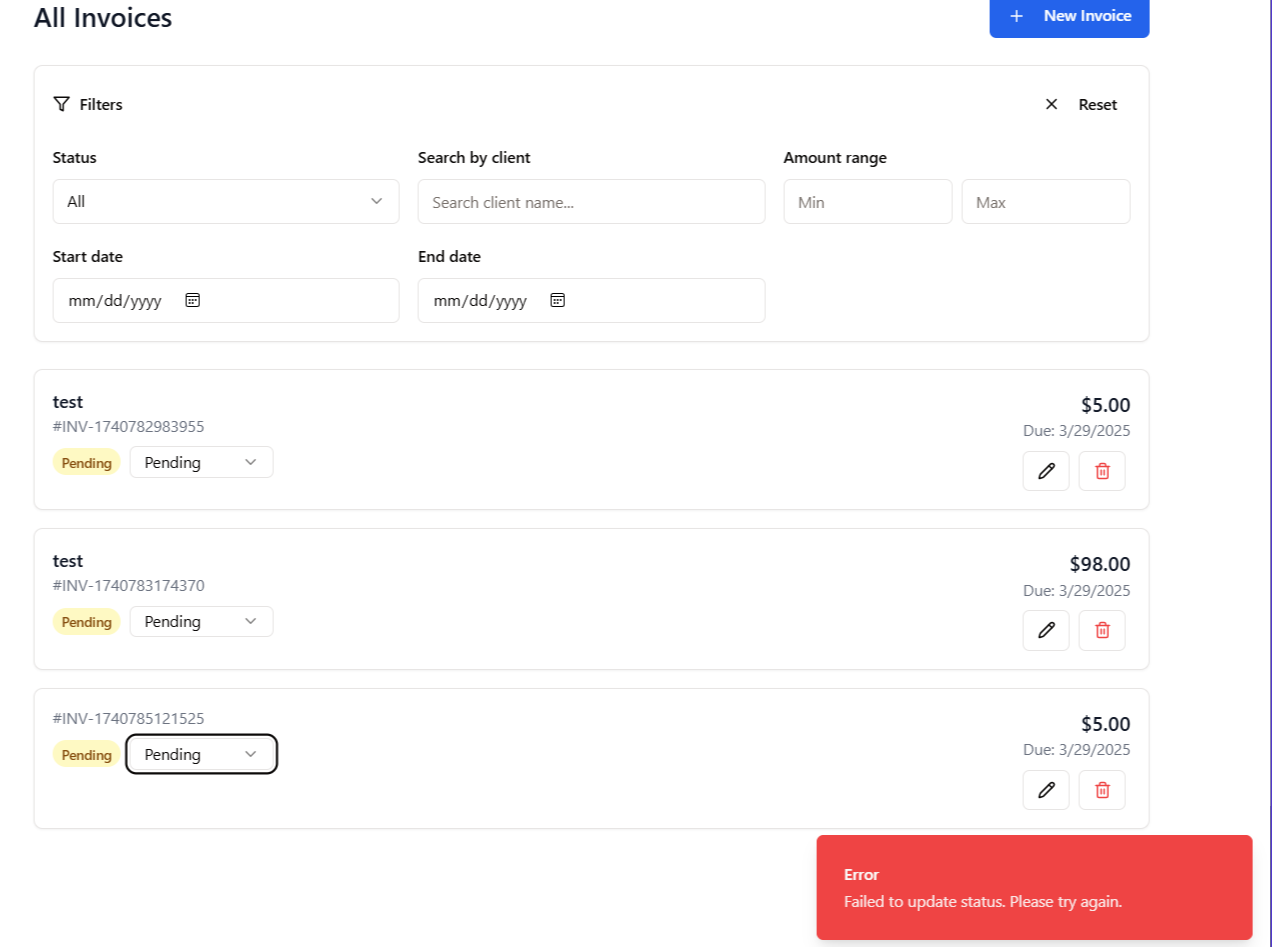 All Invoices
New Invoice
Filters
Reset
Status
Search by client
Amount range
All
Search client name...
Min
Max
Start date
End date
mm/dd/yyyy
mm/dd/yyyy
test
$5.00
#INV-1740782983955
Due: 3/29/2025
Pending
Pending
test
$98.00
#INV-1740783174370
Due: 3/29/2025
Pending
Pending
#INV-1740785121525
$5.00
Due: 3/29/2025
Pending
Pending
Error
Failed to update status. Please try again.